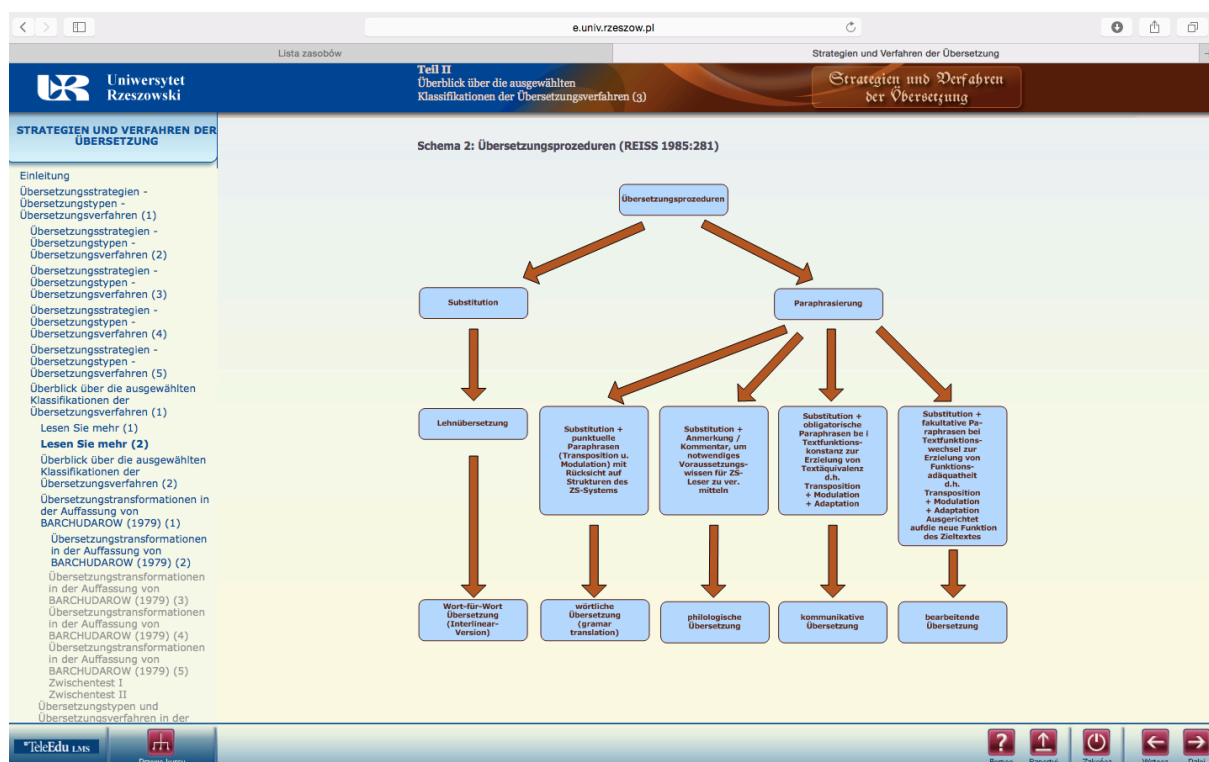 e.univ.rzeszow.pl
Lista zasobów
Strategien und Verfahren der Übersetzung
UR
Uniwersytet
Rzeszowski
Teil II
Überblick über die ausgewählten
Klassifikationen der Übersetzungsverfahren (3)
Strategien und Verfahren
der Übersetzung
STRATEGIEN UND VERFAHREN DER
ÜBERSETZUNG
Einleitung
Übersetzungsstrategien -
Übersetzungstypen -
Übersetzungsverfahren (1)
Übersetzungsstrategien -
Übersetzungstypen -
Übersetzungsverfahren (2)
Übersetzungsstrategien -
Übersetzungstypen -
Übersetzungsverfahren (3)
Übersetzungsstrategien -
Übersetzungstypen -
Übersetzungsverfahren (4)
Übersetzungsstrategien -
Übersetzungstypen -
Übersetzungsverfahren (5)
Überblick über die ausgewählten
Klassifikationen der
Übersetzungsverfahren (1)
Lesen Sie mehr (1)
Lesen Sie mehr (2)
Überblick über die ausgewählten
Klassifikationen der
Übersetzungsverfahren (2)
Übersetzungstransformationen in
der Auffassung von
BARCHUDAROW (1979) (1)
Übersetzungstransformationen
in der Auffassung von
BARCHUDAROW (1979) (2)
Übersetzungstransformationen
in der Auffassung von
BARCHUDAROW (1979) (3)
Übersetzungstransformationen
in der Auffassung von
BARCHUDAROW (1979) (4)
Übersetzungstransformationen
in der Auffassung von
BARCHUDAROW (1979) (5)
Zwischentest I
Zwischentest II
Übersetzungstypen und
Übersetzungsverfahren in der
Schema 2: Übersetzungsprozeduren (REISS 1985:281)
Übersetzungsprozeduren
Substitution
Paraphrasierung
Lehnübersetzung
Substitution +
punktuelle
Paraphrasen
(Transposition u.
Modulation) mit
Rücksicht auf
Strukturen des
ZS-Systems
Substitution +
Anmerkung /
Kommentar, um
notwendiges
Voraussetzungs-
wissen für ZS-
Leser zu ver.
mitteln
Substitution +
obligatorische
Paraphrasen be i
Textfunktions-
konstanz zur
Erzielung von
Textäquivalenz
d.h.
Transposition
+ Modulation
+ Adaptation
Substitution +
fakultative Pa-
raphrasen bei
Textfunktions-
wechsel zur
Erzielung von
Funktions-
adäquatheit
d.h.
Transposition
+ Modulation
+ Adaptation
Ausgerichtet
aufdie neue Funktion
des Zieltextes
Wort-für-Wort
Übersetzung
(Interlinear-
Version)
wörtliche
Übersetzung
(gramar
translation)
philologische
Übersetzung
kommunikative
Übersetzung
bearbeitende
Übersetzung
TeleEdu LMS